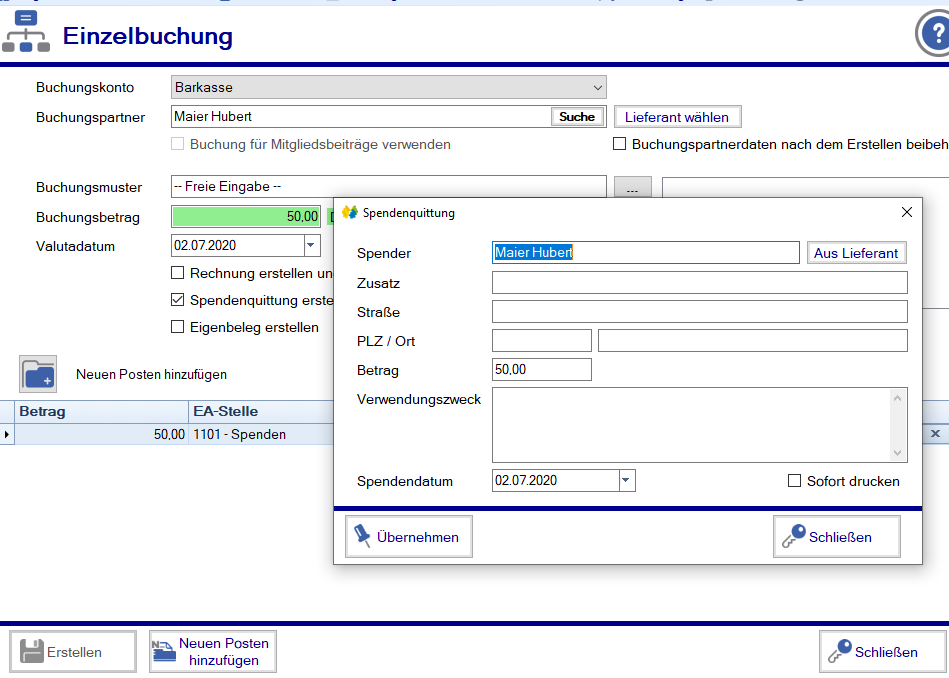 Einzelbuchung
?
Buchungskonto
Barkasse
Buchungspartner
Maier Hubert
Suche
Lieferant wählen
Buchung für Mitgliedsbeiträge verwenden
Buchungspartnerdaten nach dem Erstellen beibeh
Buchungsmuster
-- Freie Eingabe --
...
Buchungsbetrag
50,00
Valutadatum
02.07.2020
Rechnung erstellen un
Spendenquittung erste
Eigenbeleg erstellen
Neuen Posten hinzufügen
Betrag
EA-Stelle
50,00
1101 - Spenden
x
Spendenquittung
Spender
Maier Hubert
Aus Lieferant
Zusatz
Straße
PLZ / Ort
Betrag
50,00
Verwendungszweck
Spendendatum
02.07.2020
Sofort drucken
Übernehmen
Schließen
Erstellen
Neuen Posten
hinzufügen
Schließen